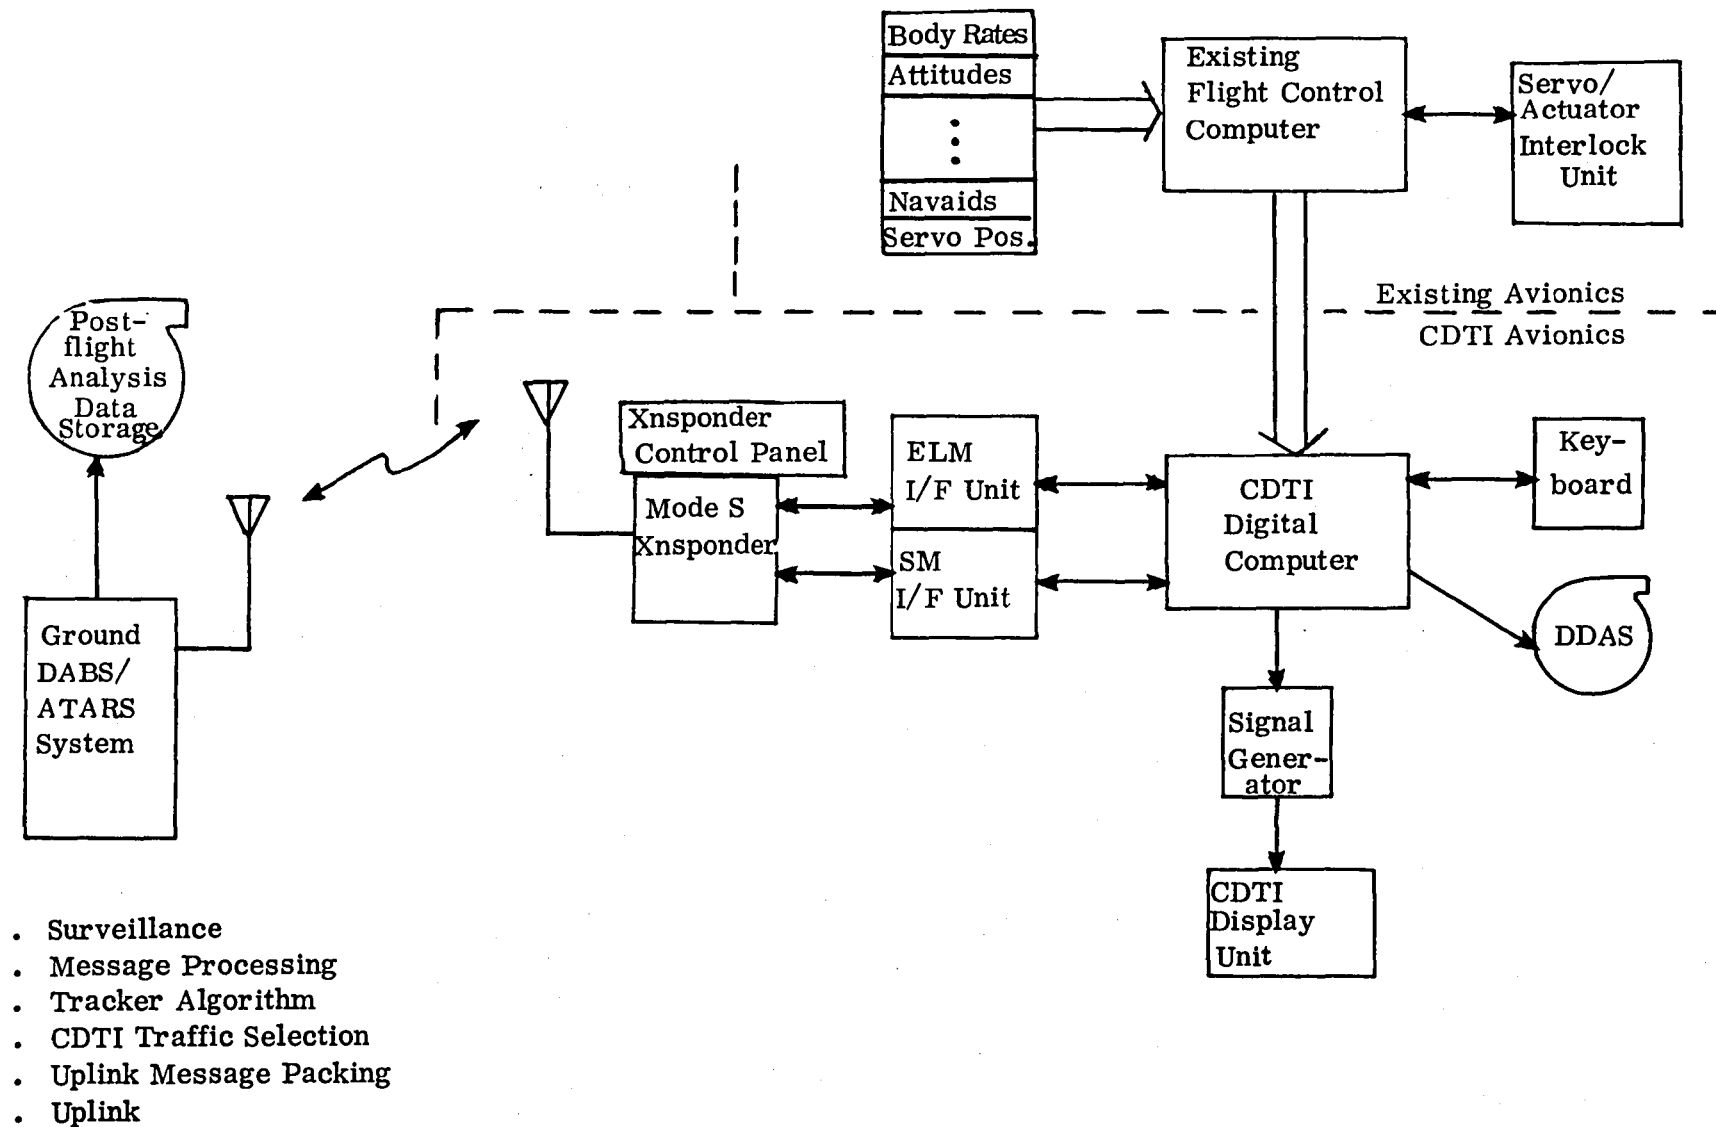 Body Rates
Attitudes
Navaids
Servo Pos.
Existing
Flight Control
Computer
Servo/
Actuator
Interlock
Unit
Existing Avionics
CDTI Avionics
Post-
flight
Analysis
Data
Storage
Xnsponder
Control Panel
Mode S
Xnsponder
ELM
I/F Unit
SM
I/F Unit
CDTI
Digital
Computer
Key-
board
DDAS
Ground
DABS/
ATARS
System
Signal
Gener-
ator
CDTI
Display
Unit
. Surveillance
. Message Processing
. Tracker Algorithm
. CDTI Traffic Selection
. Uplink Message Packing
. Uplink